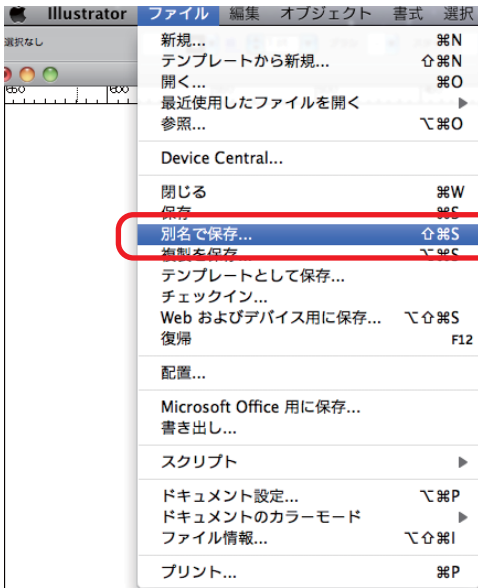 Illustrator ファイル 編集 オブジェクト 書式 選択
選択なし
新規... ⌘N
テンプレートから新規... ⇧⌘N
開く... ⌘O
最近使用したファイルを開く ▶
参照... ⌥⌘O
Device Central...
閉じる ⌘W
保存 ⌘S
別名で保存... ⇧⌘S
複製を保存... ⌥⌘S
テンプレートとして保存...
チェックイン...
Web およびデバイス用に保存... ⌥⇧⌘S
復帰 F12
配置...
Microsoft Office 用に保存...
書き出し...
スクリプト ▶
ドキュメント設定... ⌥⌘P
ドキュメントのカラーモード ▶
ファイル情報... ⌥⇧⌘I
プリント... ⌘P